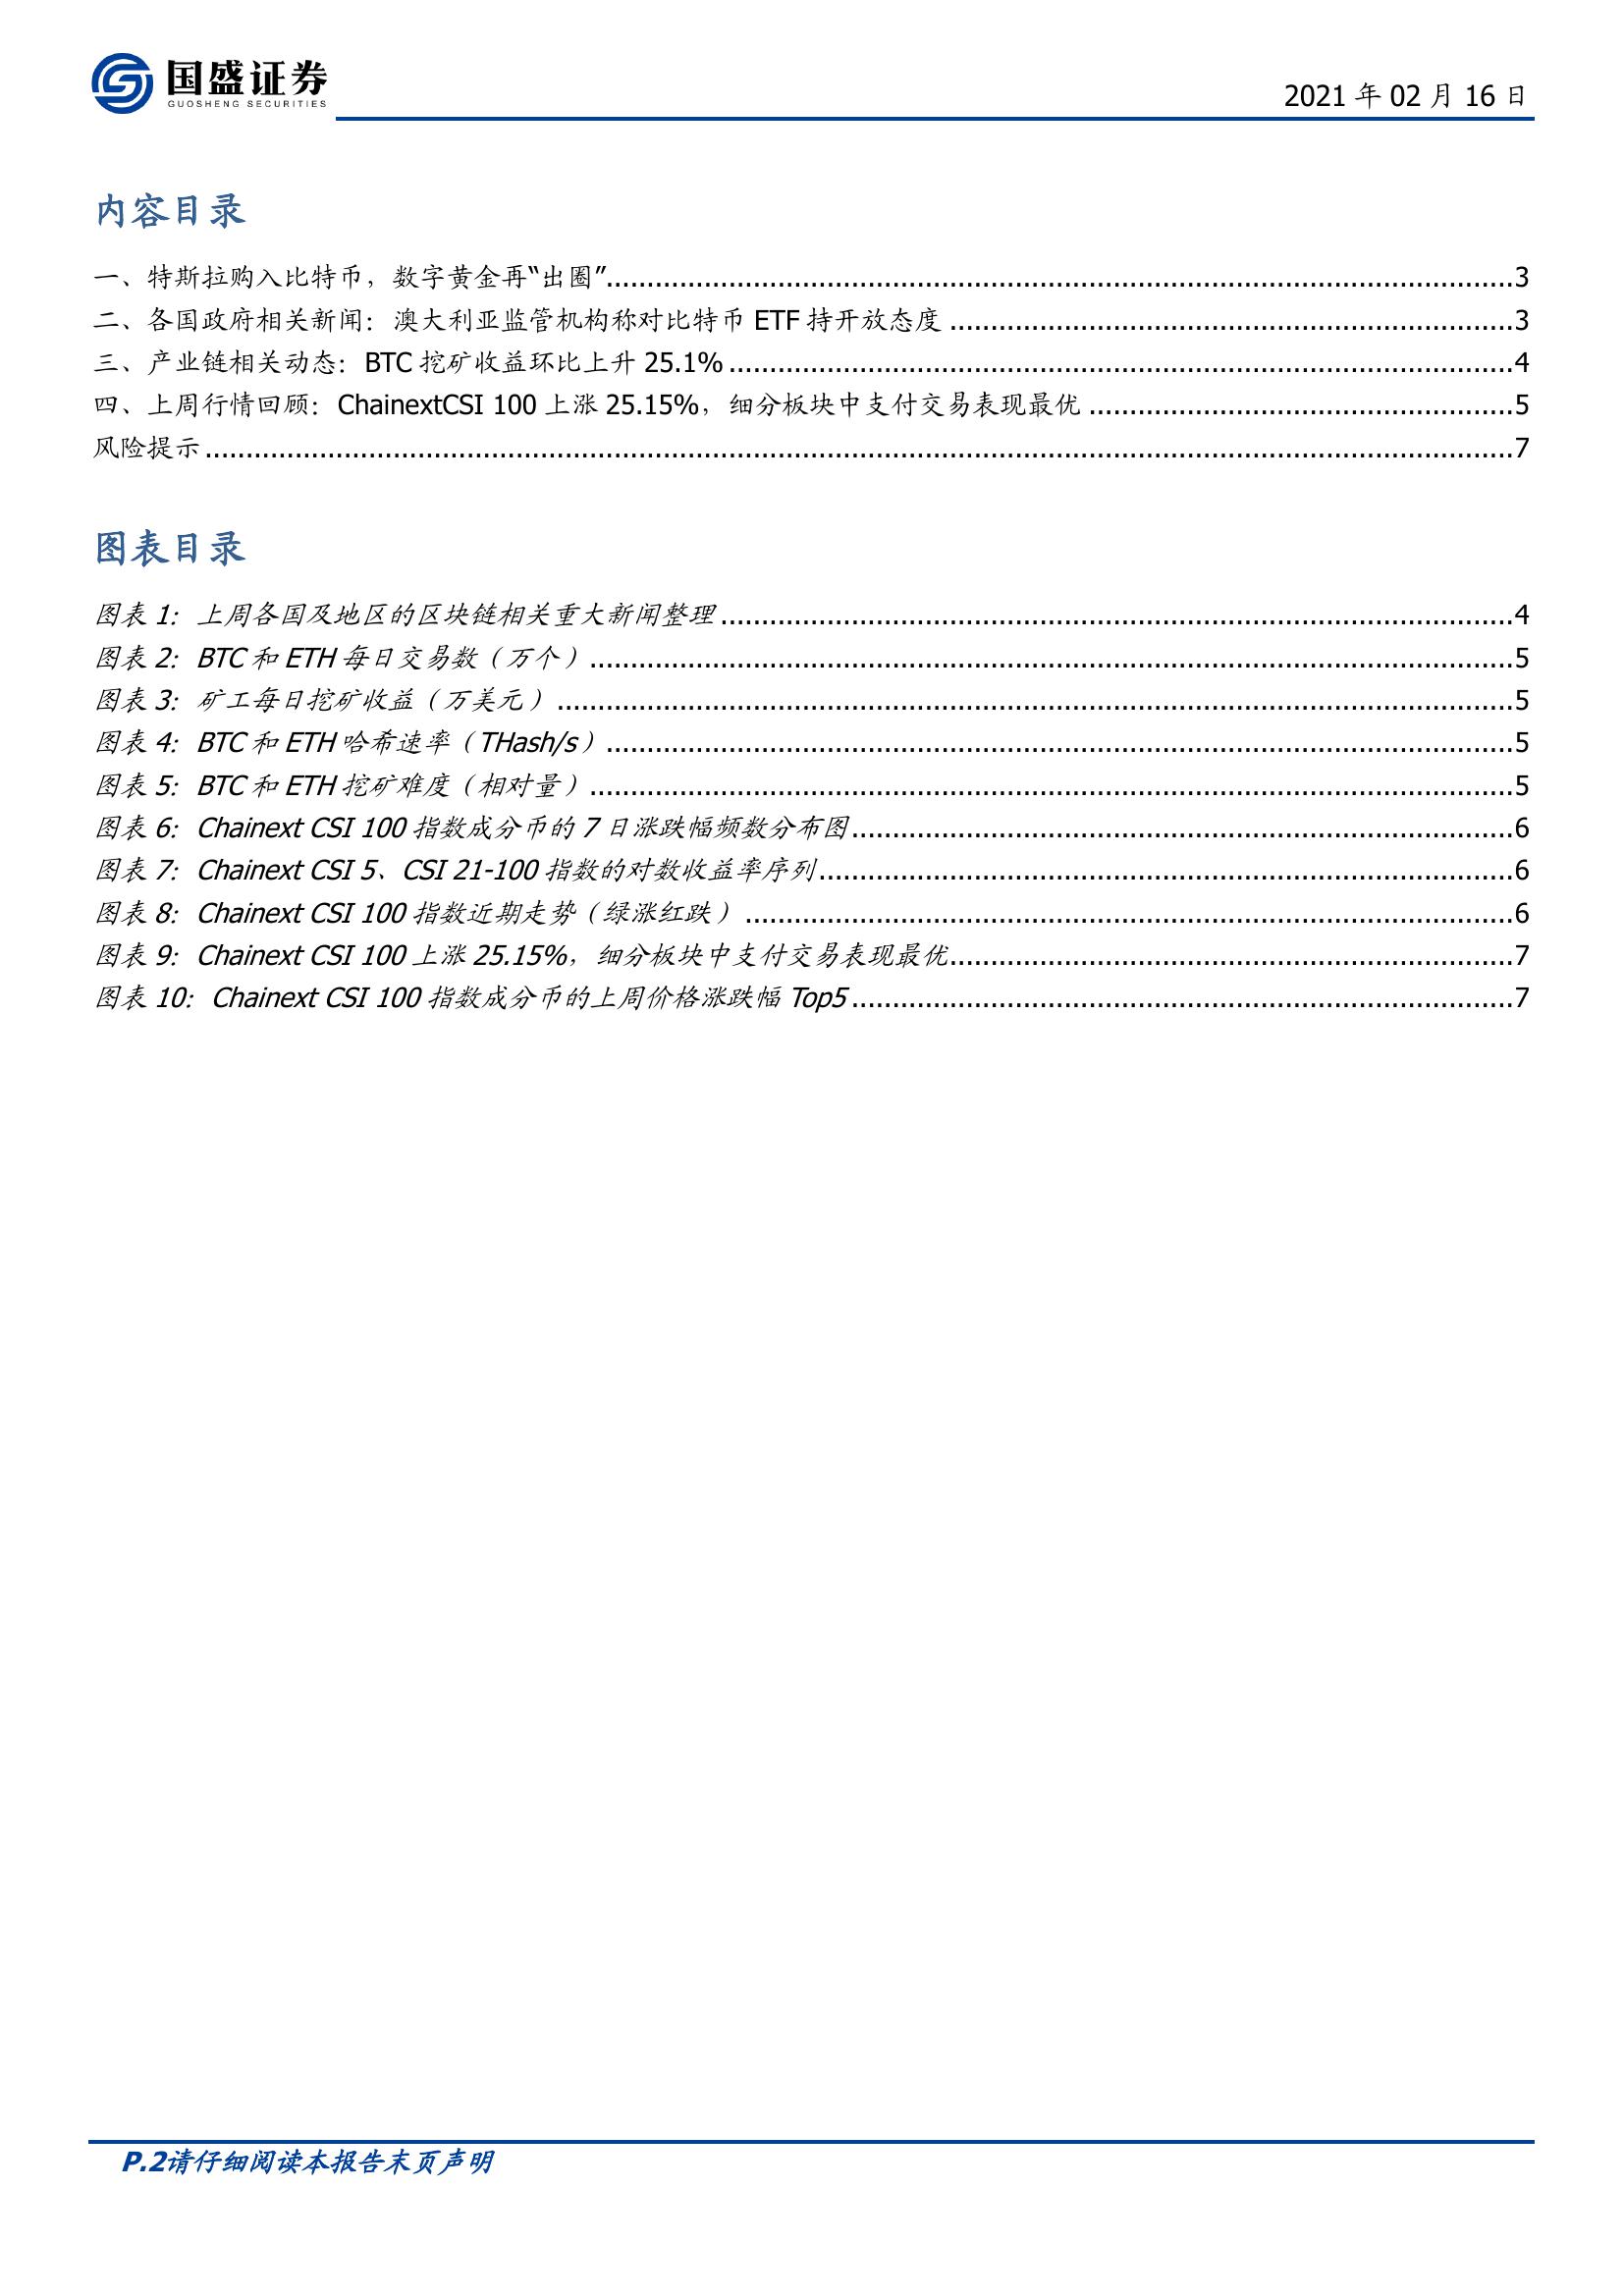 国盛证券
GUOSHENG SECURITIES
2021 年 02 月 16 日
内容目录
一、特斯拉购入比特币，数字黄金再“出圈”........................................................................3
二、各国政府相关新闻：澳大利亚监管机构称对比特币 ETF 持开放态度........................................................................3
三、产业链相关动态：BTC 挖矿收益环比上升 25.1%........................................................................4
四、上周行情回顾：ChainextCSI 100 上涨 25.15%，细分板块中支付交易表现最优........................................................................5
风险提示........................................................................7
图表目录
图表 1：上周各国及地区的区块链相关重大新闻整理........................................................................4
图表 2：BTC 和 ETH 每日交易数（万个）........................................................................5
图表 3：矿工每日挖矿收益（万美元）........................................................................5
图表 4：BTC 和 ETH 哈希速率（THash/s）........................................................................5
图表 5：BTC 和 ETH 挖矿难度（相对量）........................................................................5
图表 6：Chainext CSI 100 指数成分币的 7 日涨跌幅频数分布图........................................................................6
图表 7：Chainext CSI 5、CSI 21-100 指数的对数收益率序列........................................................................6
图表 8：Chainext CSI 100 指数近期走势（绿涨红跌）........................................................................6
图表 9：Chainext CSI 100 上涨 25.15%，细分板块中支付交易表现最优........................................................................7
图表 10：Chainext CSI 100 指数成分币的上周价格涨跌幅 Top5........................................................................7
P.2请仔细阅读本报告末页声明